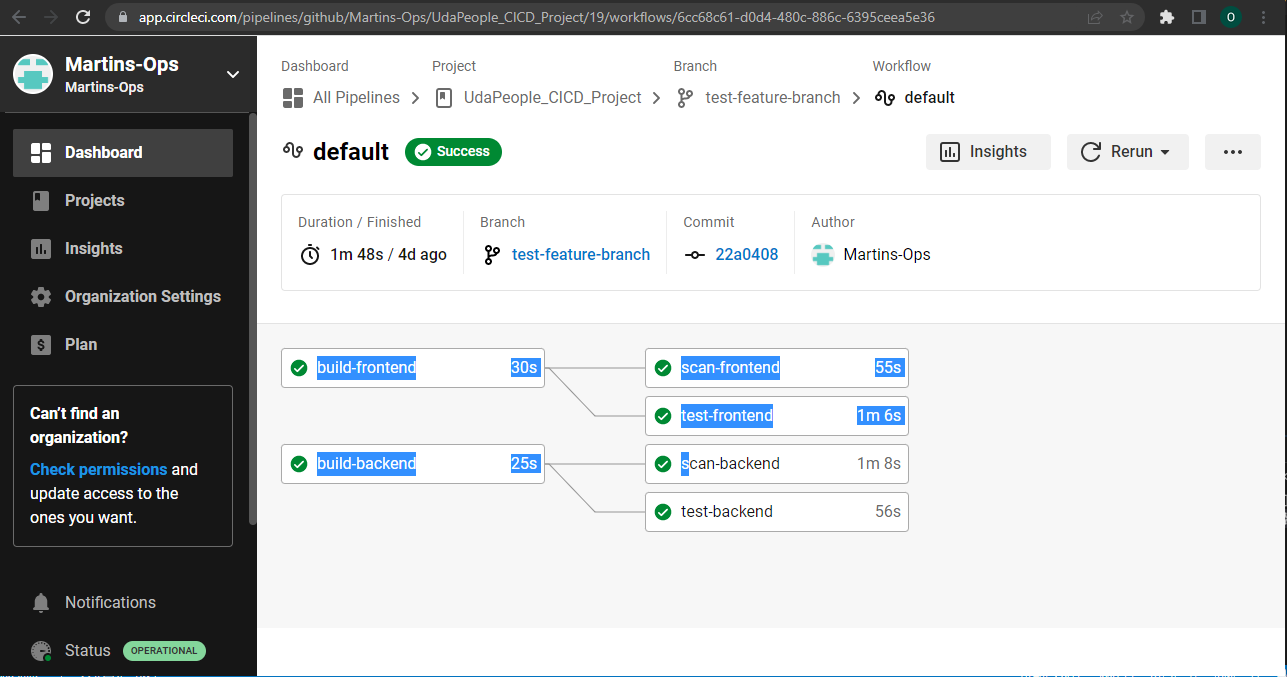 app.circleci.com/pipelines/github/Martins-Ops/UdaPeople_CICD_Project/19/workflows/6cc68c61-d0d4-480c-886c-6395ceea5e36
O
Martins-Ops
Martins-Ops
Dashboard
Projects
Insights
Organization Settings
$ Plan
Can't find an
organization?
Check permissions and
update access to the
ones you want.
Notifications
Status OPERATIONAL
Dashboard Project Branch Workflow
All Pipelines UdaPeople_CICD_Project test-feature-branch default
default Success Insights Rerun
Duration / Finished Branch Commit Author
1m 48s / 4d ago test-feature-branch 22a0408 Martins-Ops
build-frontend 30s scan-frontend 55s
test-frontend 1m 6s
build-backend 25s scan-backend 1m 8s
test-backend 56s